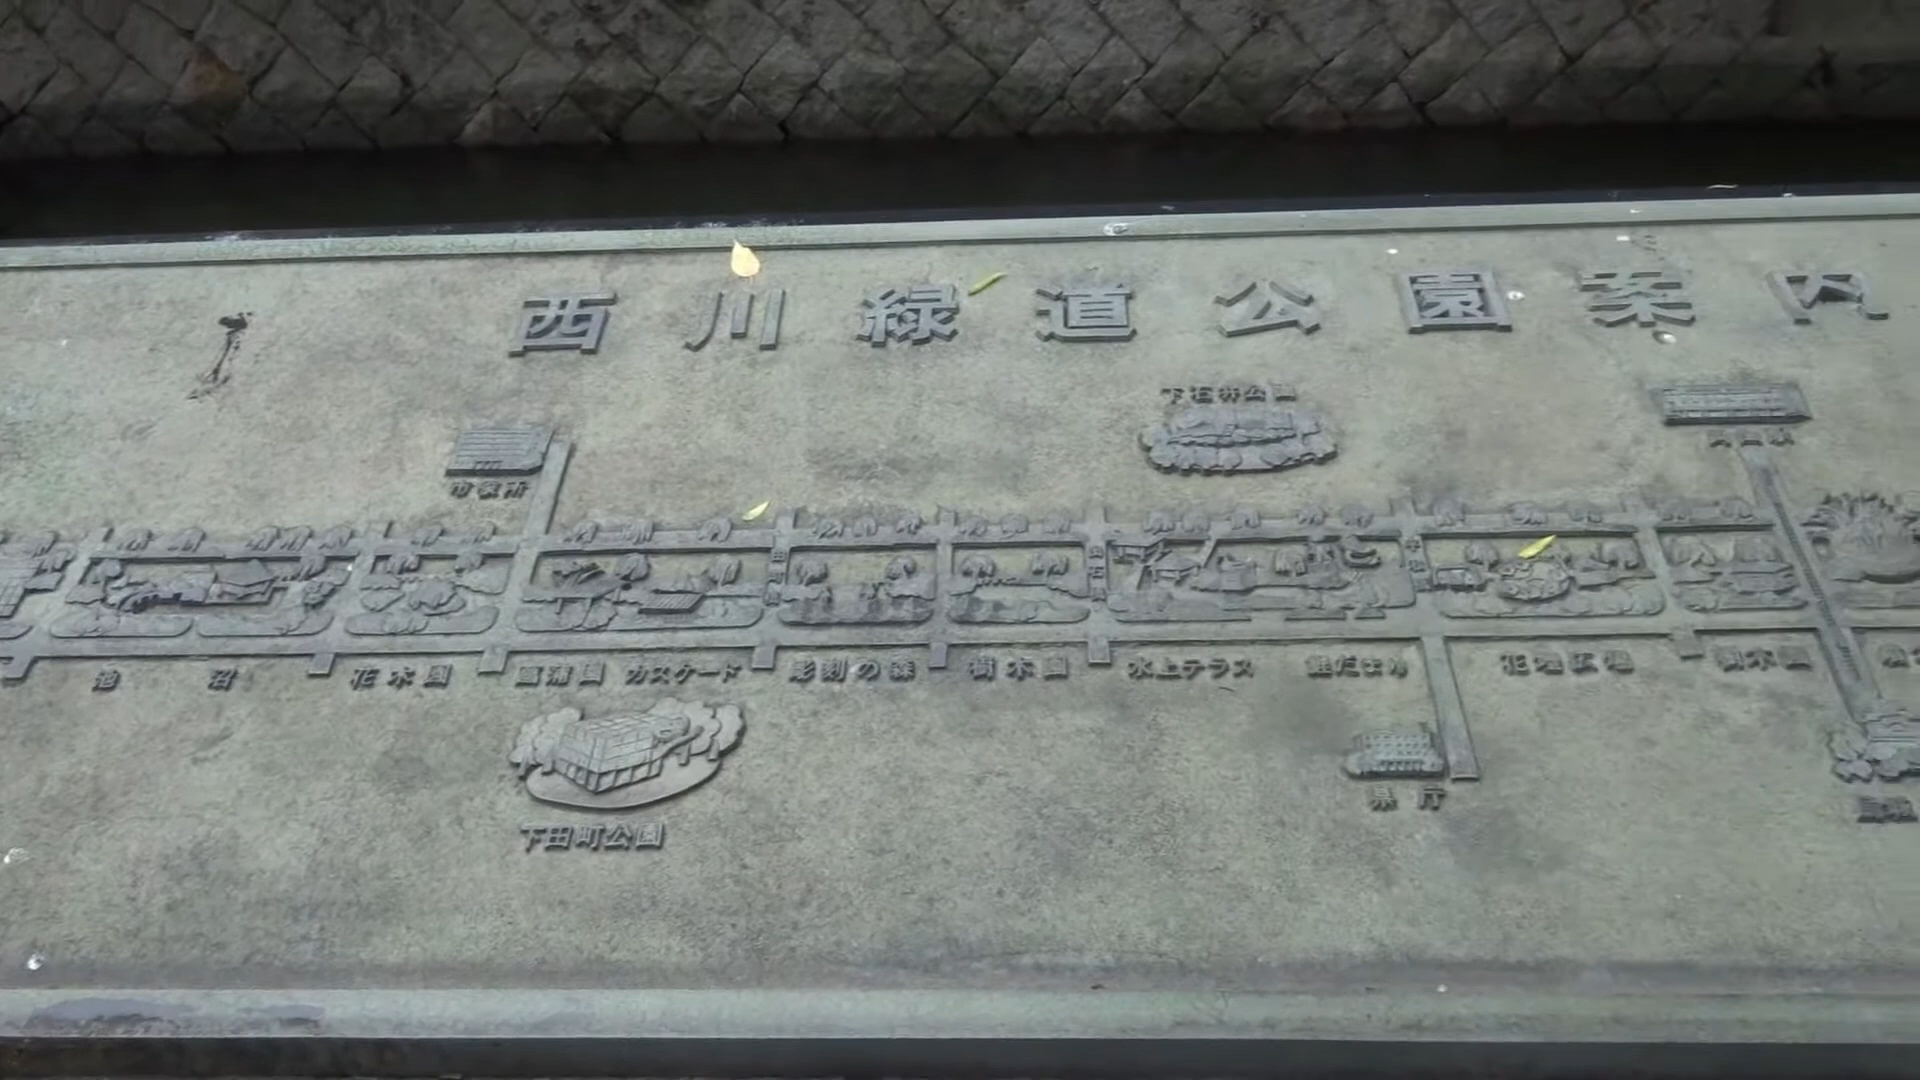 西川緑道公園案内
下石井公園
市役所
池沼 花木園 菖蒲園 カスケード 彫刻の森 樹木園 水上テラス 花壇広場 樹木園
県庁
下田町公園